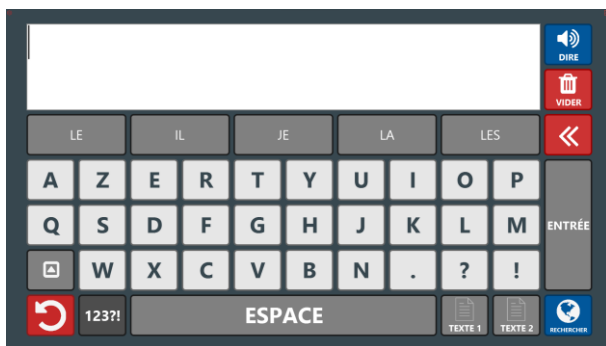 DIRE
VIDER
LE IL JE LA LES
A Z E R T Y U I O P
Q S D F G H J K L M ENTRÉE
W X C V B N . ? !
123?! ESPACE TEXTE 1 TEXTE 2 RECHERCHER